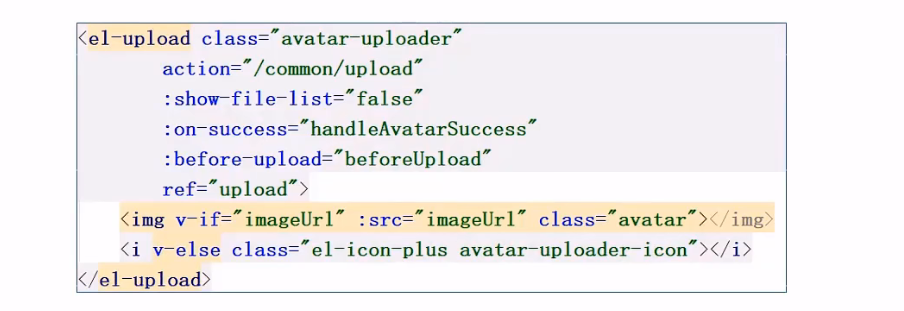 <el-upload class="avatar-uploader"
action="/common/upload"
:show-file-list="false"
:on-success="handleAvatarSuccess"
:before-upload="beforeUpload"
ref="upload">
<img v-if="imageUrl" :src="imageUrl" class="avatar"></img>
<i v-else class="el-icon-plus avatar-uploader-icon"></i>
</el-upload>